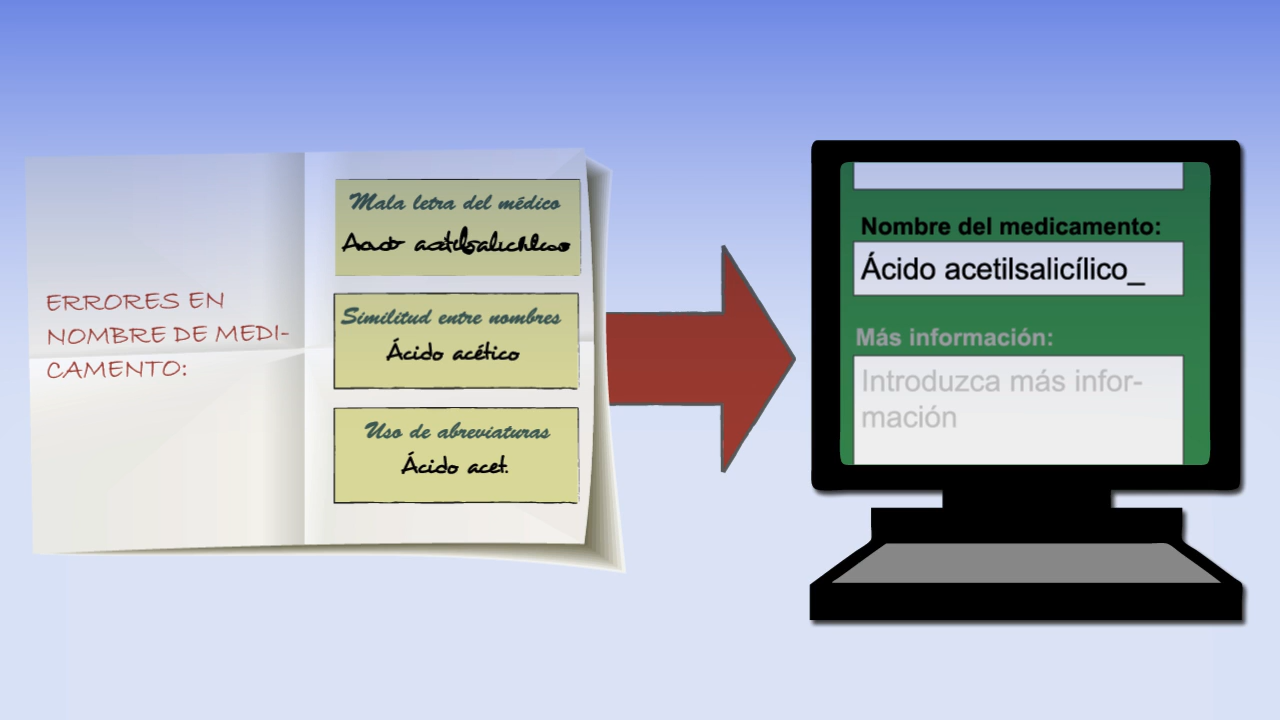 ERRORES EN
NOMBRE DE MEDI-
CAMENTO:
Mala letra del médico
Similitud entre nombres
Ácido acético
Uso de abreviaturas
Ácido acet.
Nombre del medicamento:
Ácido acetilsalicílico_
Más información:
Introduzca más infor-
mación